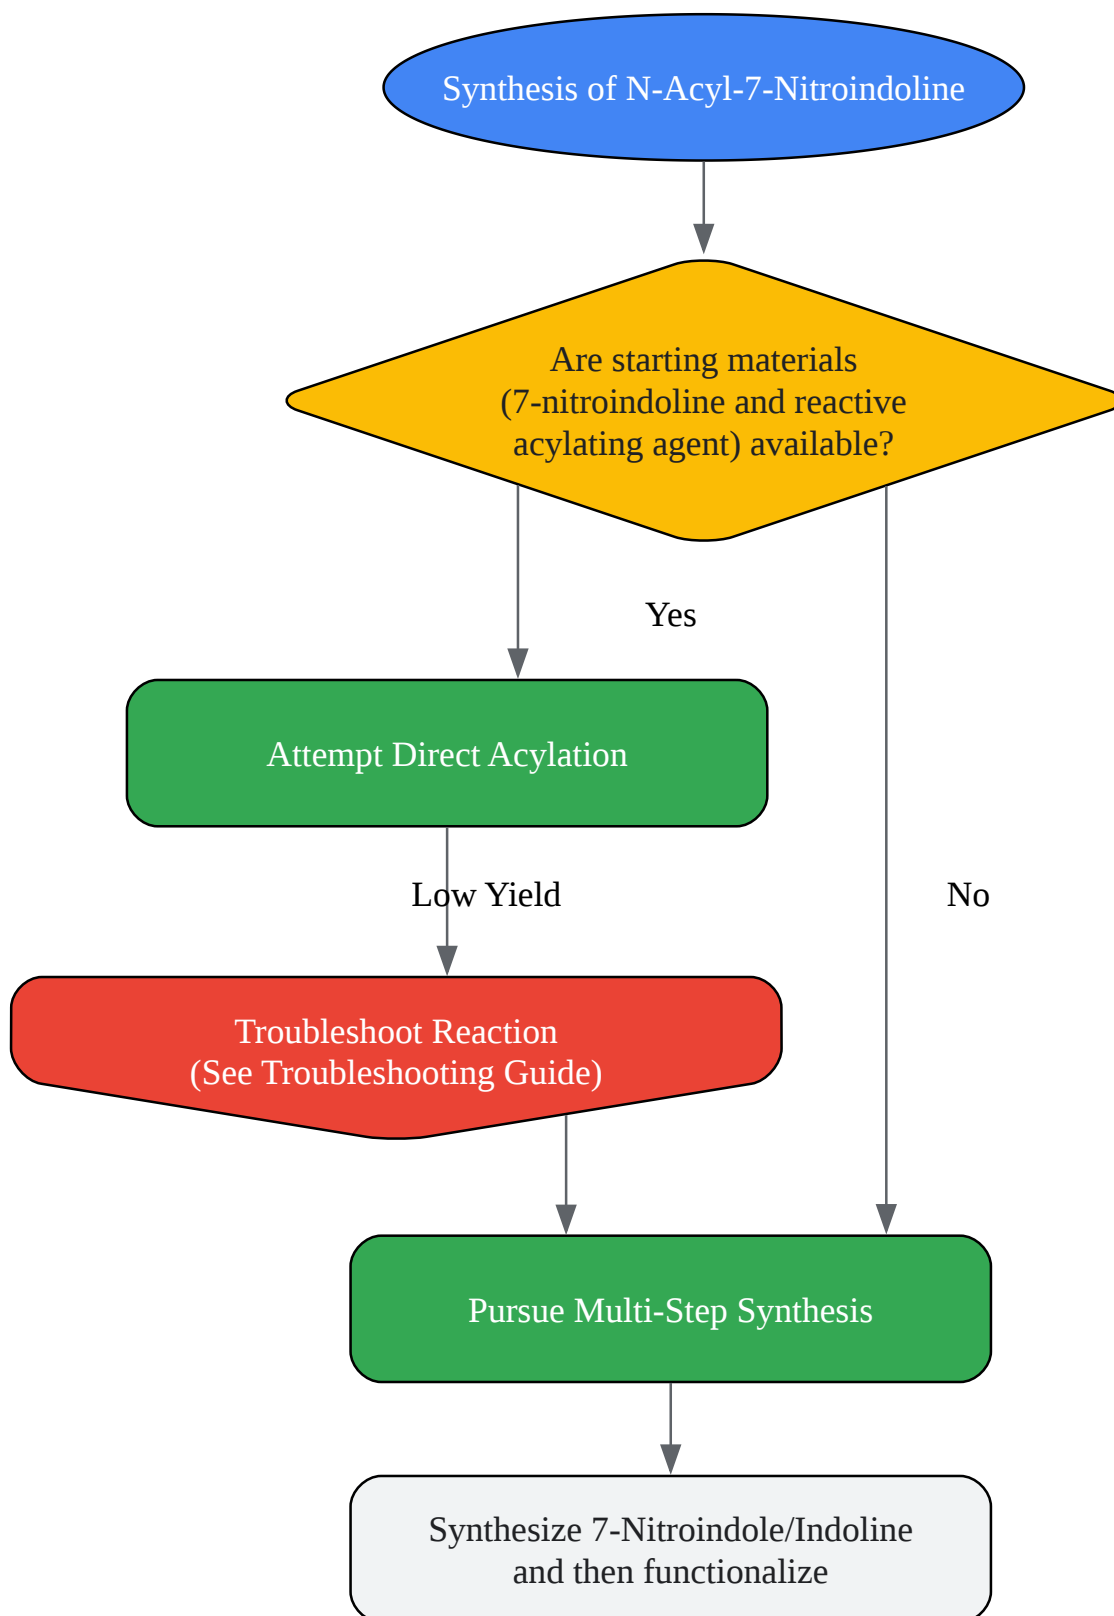 Synthesis of N-Acyl-7-Nitroindoline
Are starting materials
(7-nitroindoline and reactive
acylating agent) available?
Yes
Attempt Direct Acylation
Low Yield
No
Troubleshoot Reaction
(See Troubleshooting Guide)
Pursue Multi-Step Synthesis
Synthesize 7-Nitroindole/Indoline
and then functionalize